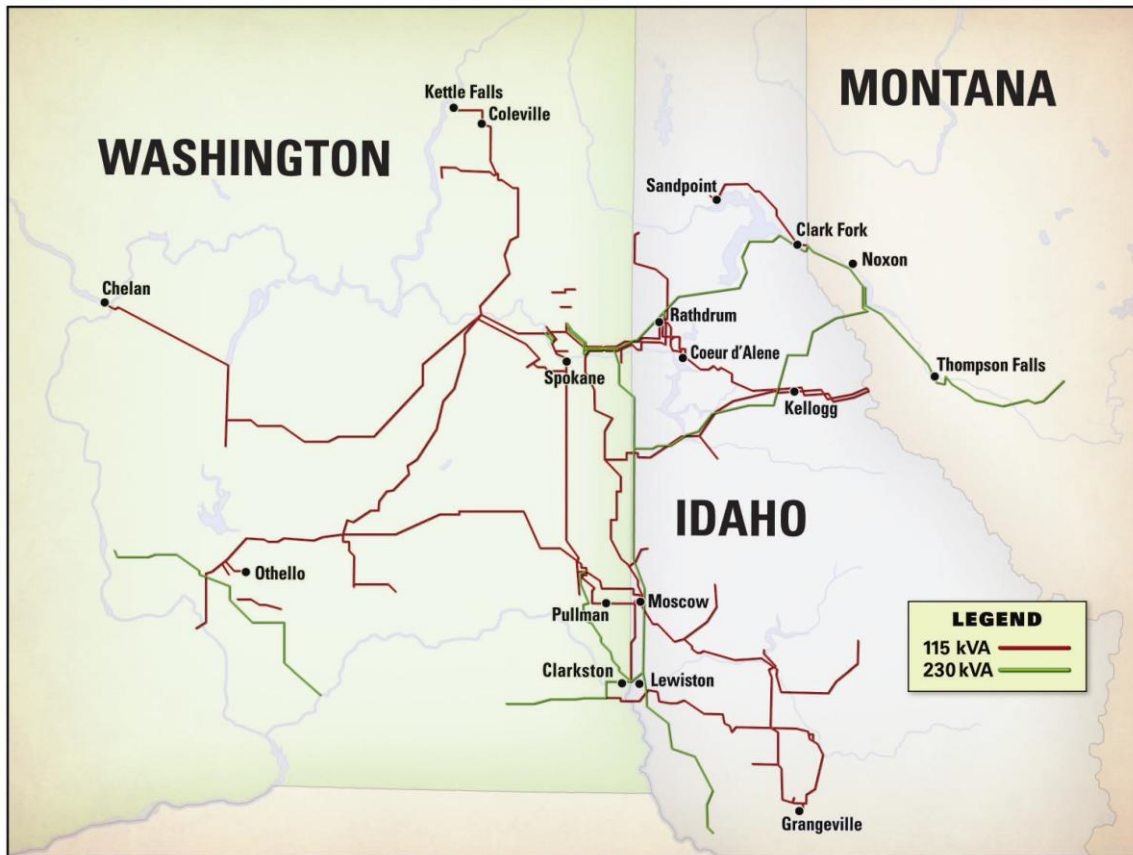 MONTANA
Kettle Falls
Coleville
WASHINGTON
Sandpoint
Clark Fork
Noxon
Chelan
Rathdrum
Coeur d'Alene
Spokane
Thompson Falls
Kellogg
IDAHO
Othello
Pullman
Moscow
LEGEND
115 kVA
230 kVA
Clarkston
Lewiston
Grangeville